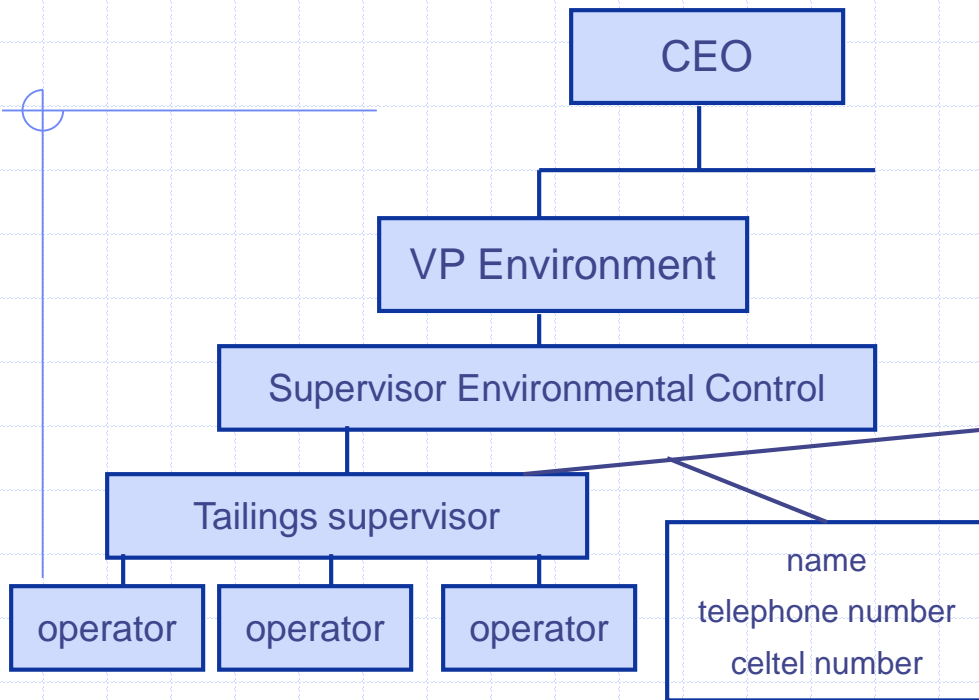 CEO
VP Environment
Supervisor Environmental Control
Tailings supervisor
operator
operator
operator
name
telephone number
celtel number